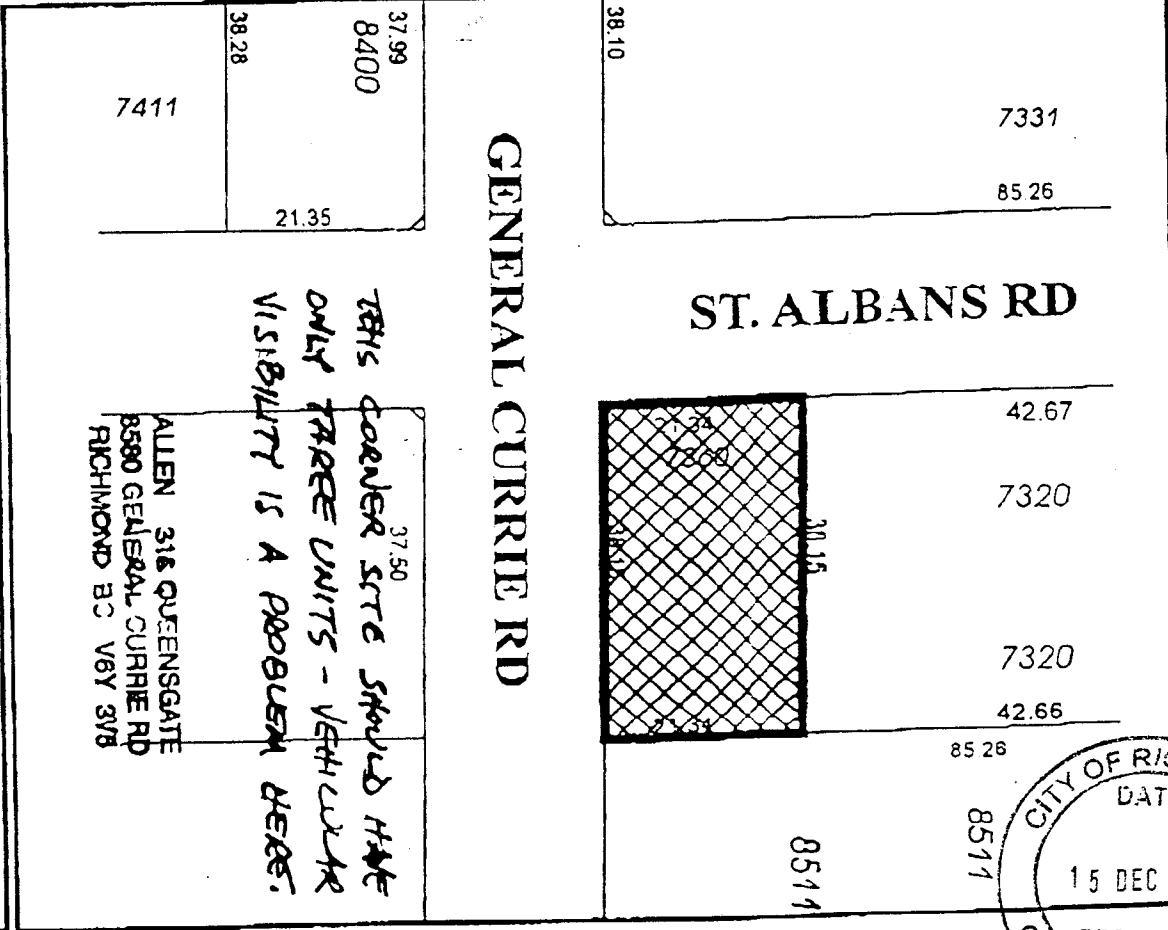 37.99
8400
38.28
7411
21.35
38.10
7331
85.26
GENERAL CURRIE RD
ST. ALBANS RD
THIS CORNER SITE SHOULD HAVE
ONLY THREE UNITS - VEHICULAR
VISIBILITY IS A PROBLEM HERE.
37.50
ALLEN 318 QUEENSGATE
8580 GENERAL CURRIE RD
RICHMOND BC V6Y 3V8
7360
42.67
7320
7320
42.66
85 26
8511
8511
CITY OF
DAT
15 DEC